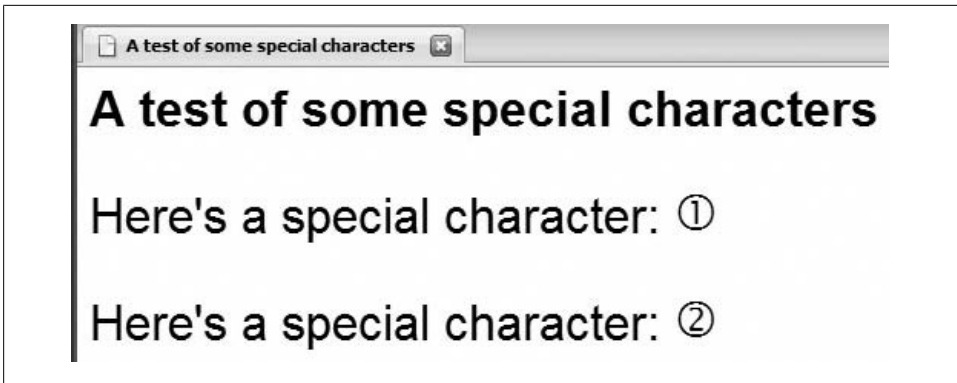 A test of some special characters
A test of some special characters
Here's a special character: ①
Here's a special character: ②